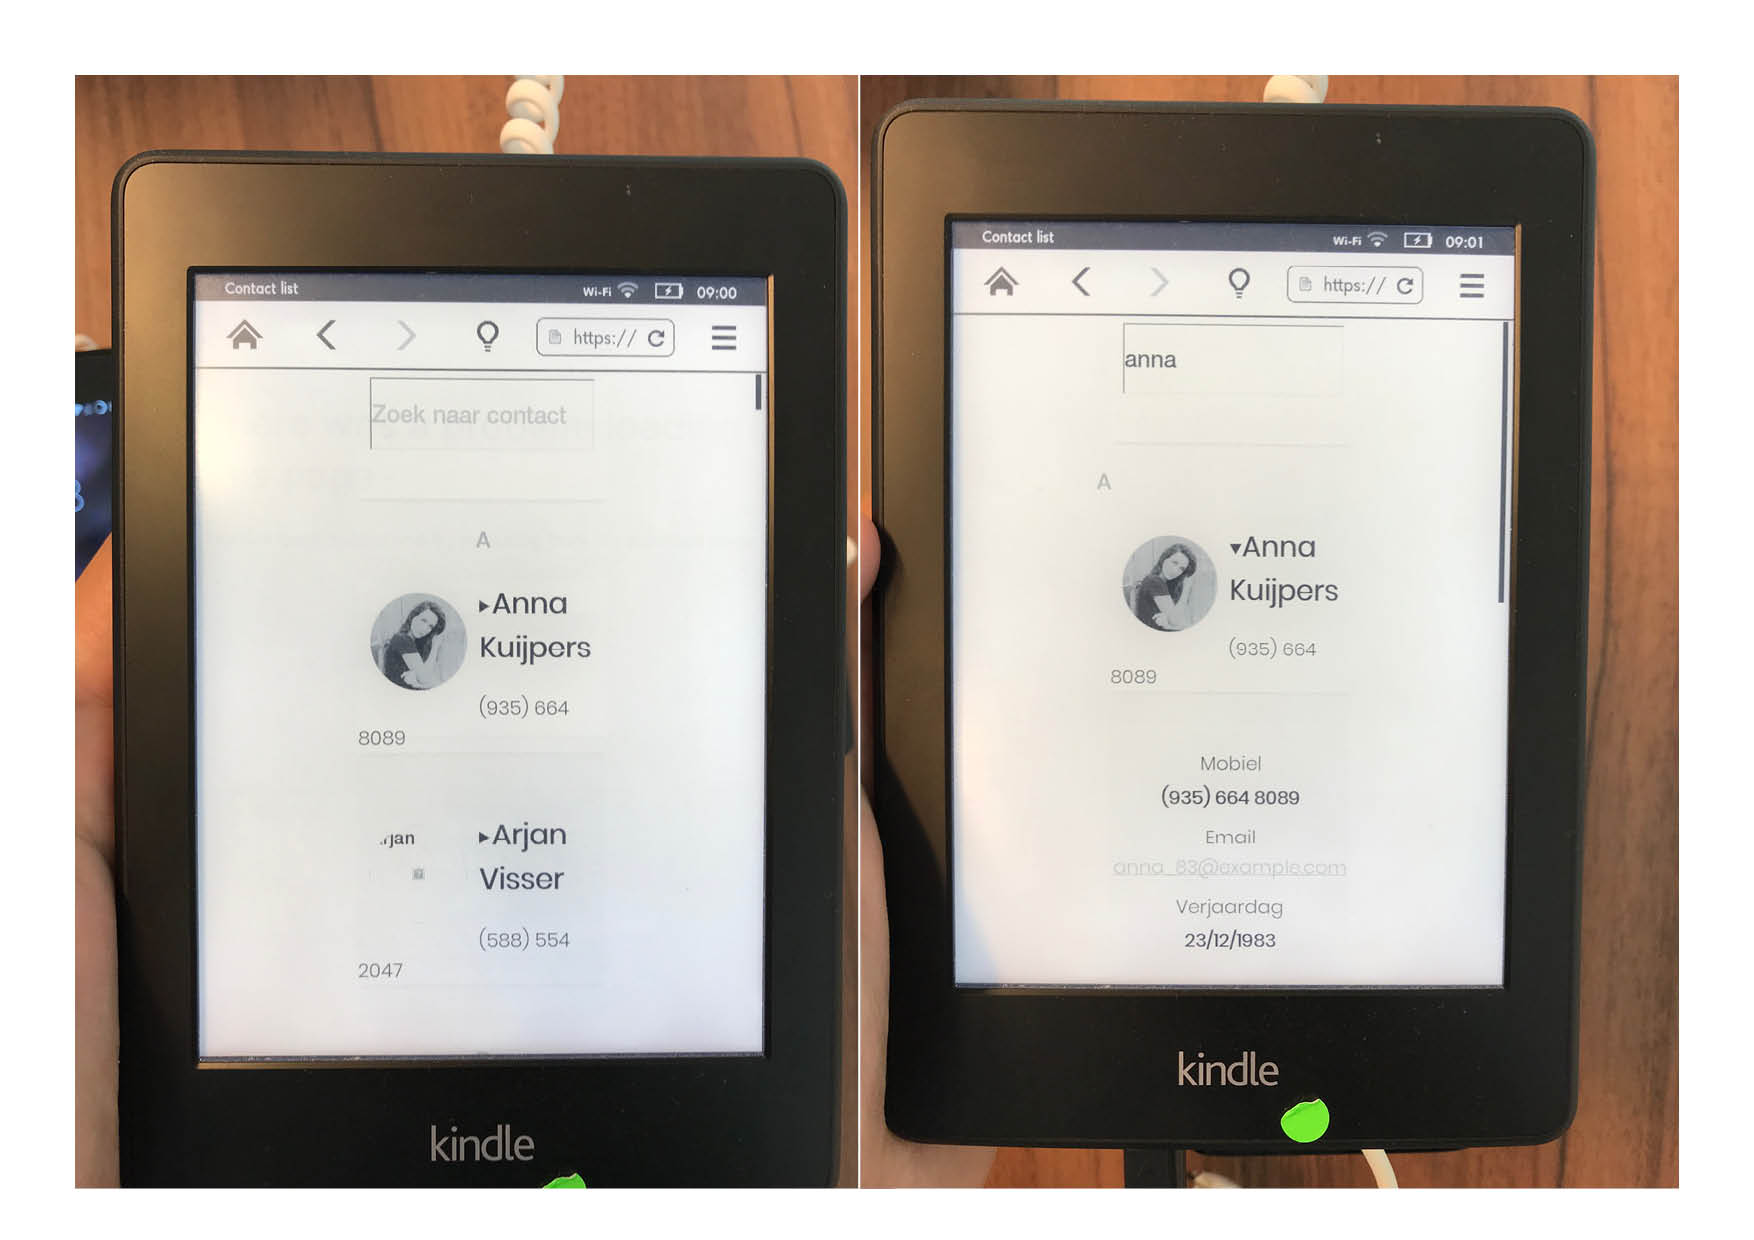 Contact list
Wi-Fi 09:00
https://
Zoek naar contact
A
▸Anna
Kuijpers
(935) 664
8089
▸Arjan
Visser
(588) 554
2047
kindle
Contact list
Wi-Fi 09:01
https://
anna
A
▾Anna
Kuijpers
(935) 664
8089
Mobiel
(935) 664 8089
Email
anna_83@example.com
Verjaardag
23/12/1983
kindle